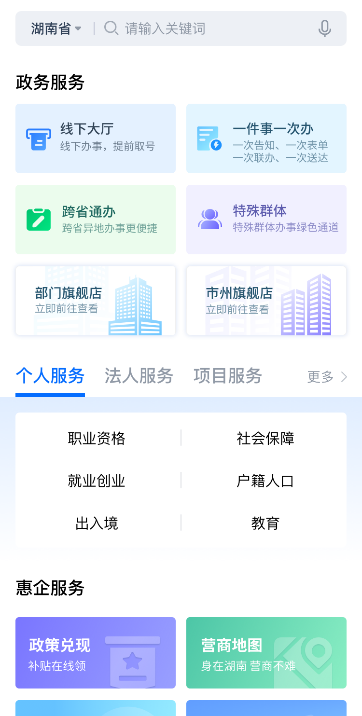 湖南省 请输入关键词
政务服务
线下大厅
线下办事，提前取号
一件事一次办
一次告知、一次表单
一次联办、一次送达
跨省通办
跨省异地办事更便捷
特殊群体
特殊群体办事绿色通道
部门旗舰店
立即前往查看
市州旗舰店
立即前往查看
个人服务 法人服务 项目服务 更多
职业资格 社会保障
就业创业 户籍人口
出入境 教育
惠企服务
政策兑现
补贴在线领
营商地图
身在湖南 营商不难